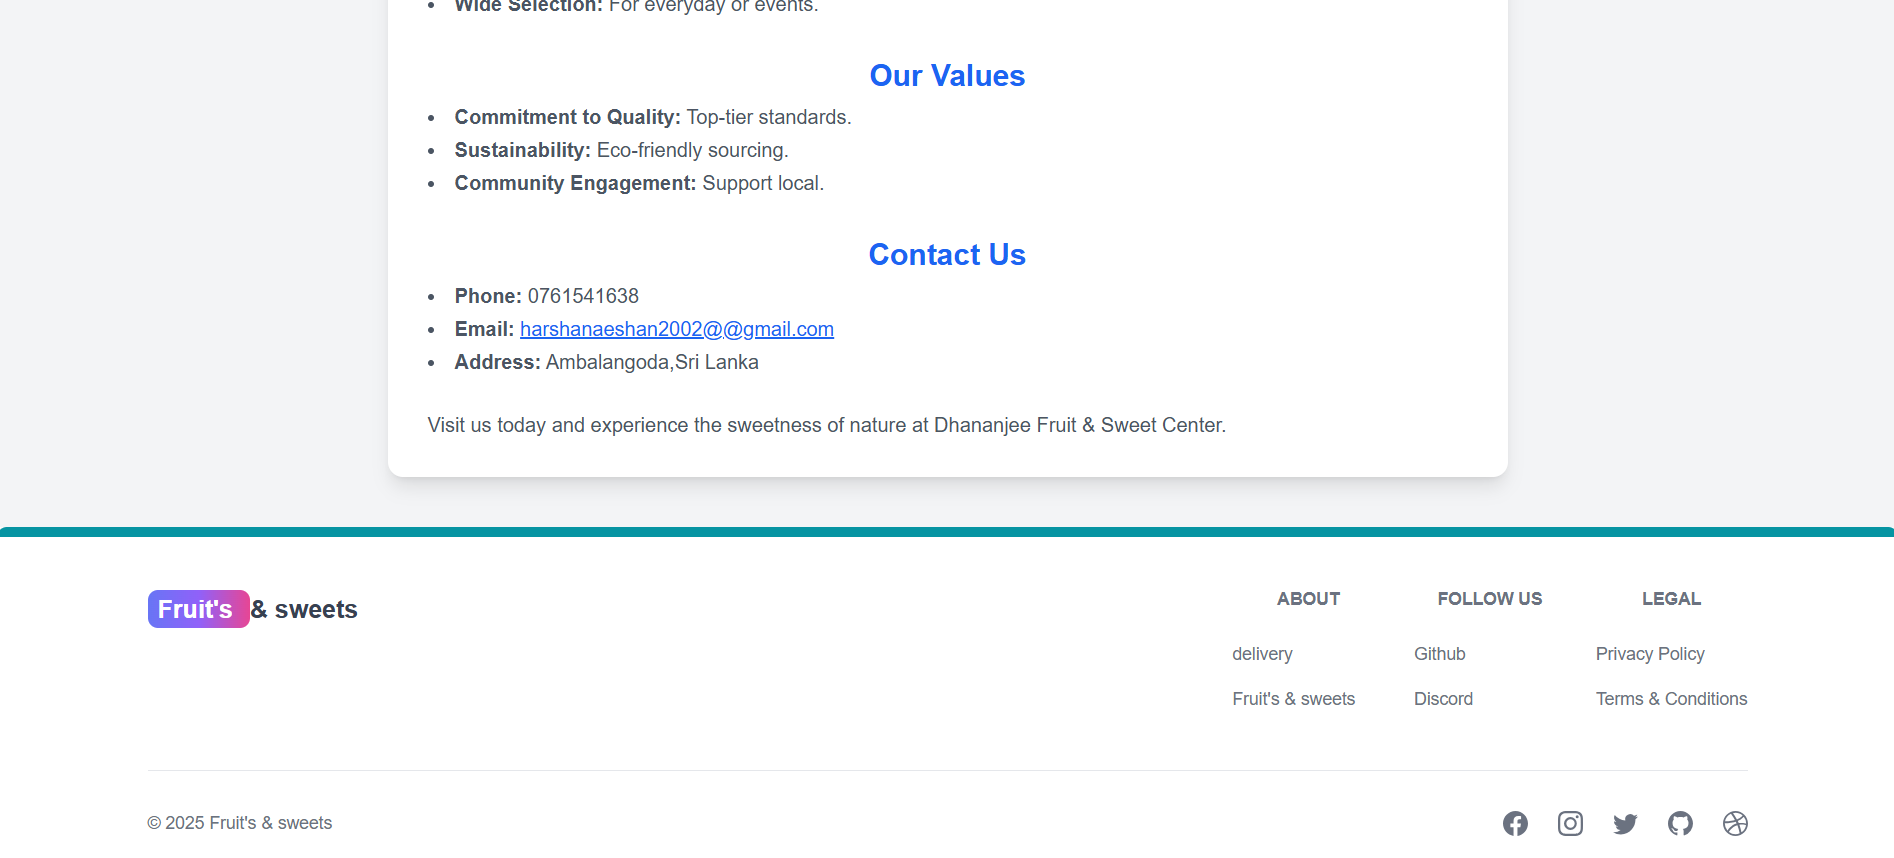 Wide Selection: For everyday or events.
Our Values
Commitment to Quality: Top-tier standards.
Sustainability: Eco-friendly sourcing.
Community Engagement: Support local.
Contact Us
Phone: 0761541638
Email: harshanaeshan2002@@gmail.com
Address: Ambalangoda,Sri Lanka
Visit us today and experience the sweetness of nature at Dhananjee Fruit & Sweet Center.
Fruit's & sweets
ABOUT FOLLOW US LEGAL
delivery Github Privacy Policy
Fruit's & sweets Discord Terms & Conditions
© 2025 Fruit's & sweets